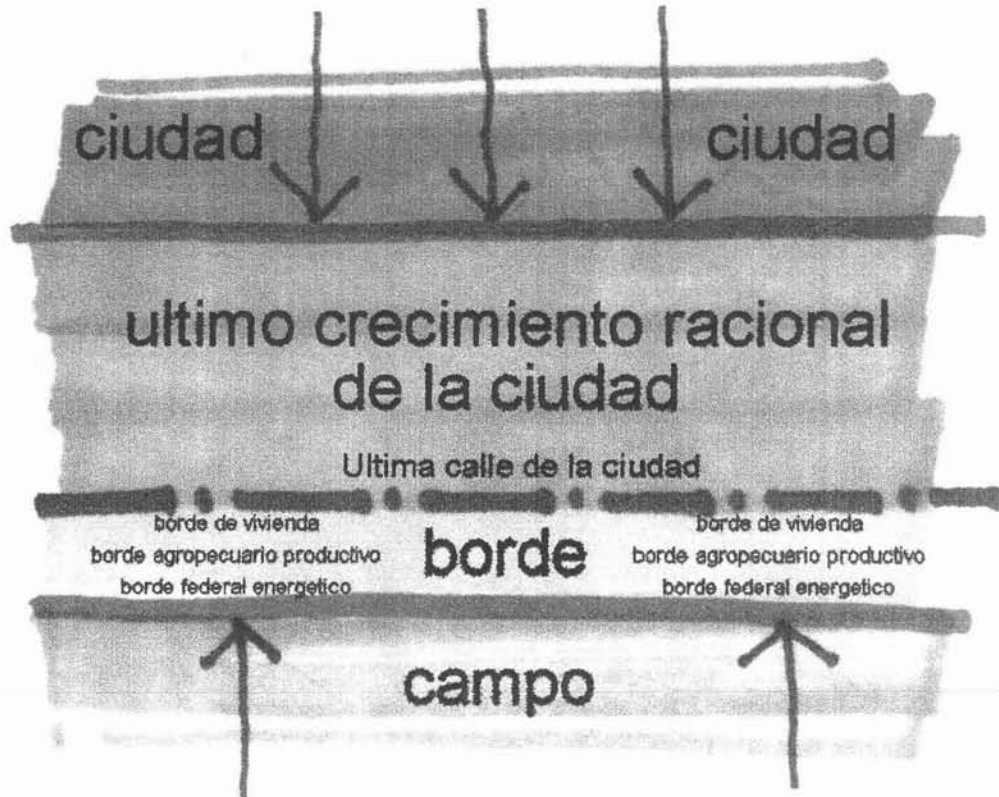 ciudad ciudad
ultimo crecimiento racional
de la ciudad
Ultima calle de la ciudad
borde de vivienda
borde agropecuario productivo
borde federal energetico
borde
borde de vivienda
borde agropecuario productivo
borde federal energetico
campo